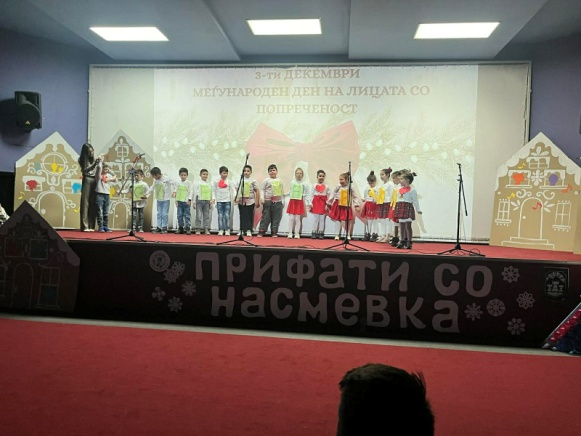 3-ти ДЕКЕМВРИ
МЕЃУНАРОДЕН ДЕН НА ЛИЦАТА СО
ПОПРЕЧЕНОСТ
ПРИФАТИ СО
НАСМЕВКА